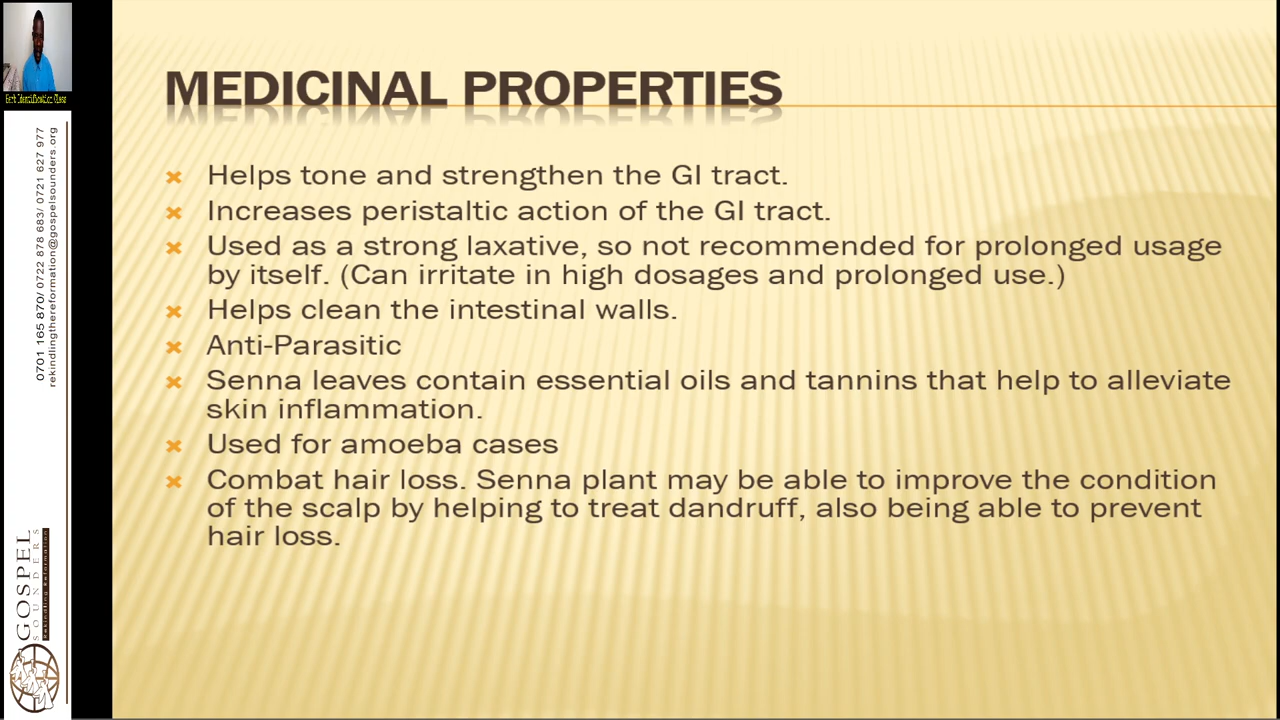 Herb Identification Class
0701 165 870/ 0722 878 683/ 0721 627 977
rekindlingthereformation@gospelsounders.org
GOSPEL
SOUNDERS
Rekindling Reformation
MEDICINAL PROPERTIES
Helps tone and strengthen the GI tract.
Increases peristaltic action of the GI tract.
Used as a strong laxative, so not recommended for prolonged usage
by itself. (Can irritate in high dosages and prolonged use.)
Helps clean the intestinal walls.
Anti-Parasitic
Senna leaves contain essential oils and tannins that help to alleviate
skin inflammation.
Used for amoeba cases
Combat hair loss. Senna plant may be able to improve the condition
of the scalp by helping to treat dandruff, also being able to prevent
hair loss.